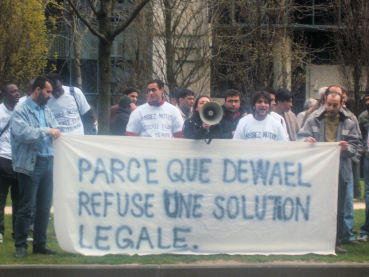 PARCE QUE DEWAEL
REFUSE UNE SOLUTION
LEGALE.